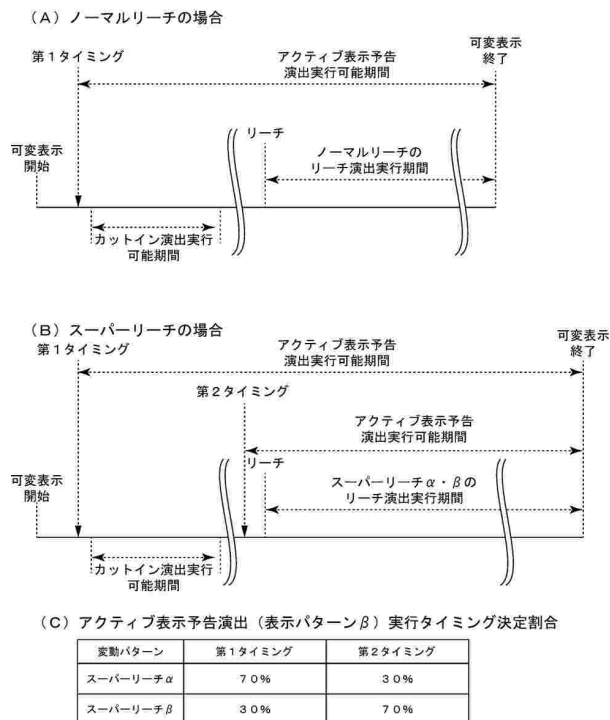 (A)ノーマルリーチの場合
第1タイミング
アクティブ表示予告
演出実行可能期間
可変表示
終了
可変表示
開始
リーチ
ノーマルリーチの
リーチ演出実行期間
カットイン演出実行
可能期間
(B)スーパーリーチの場合
第1タイミング
アクティブ表示予告
演出実行可能期間
可変表示
終了
第2タイミング
アクティブ表示予告
演出実行可能期間
可変表示
開始
リーチ
スーパーリーチα・βの
リーチ演出実行期間
カットイン演出実行
可能期間
(C)アクティブ表示予告演出(表示パターンβ)実行タイミング決定割合
変動パターン 第1タイミング 第2タイミング
スーパーリーチα 70% 30%
スーパーリーチβ 30% 70%